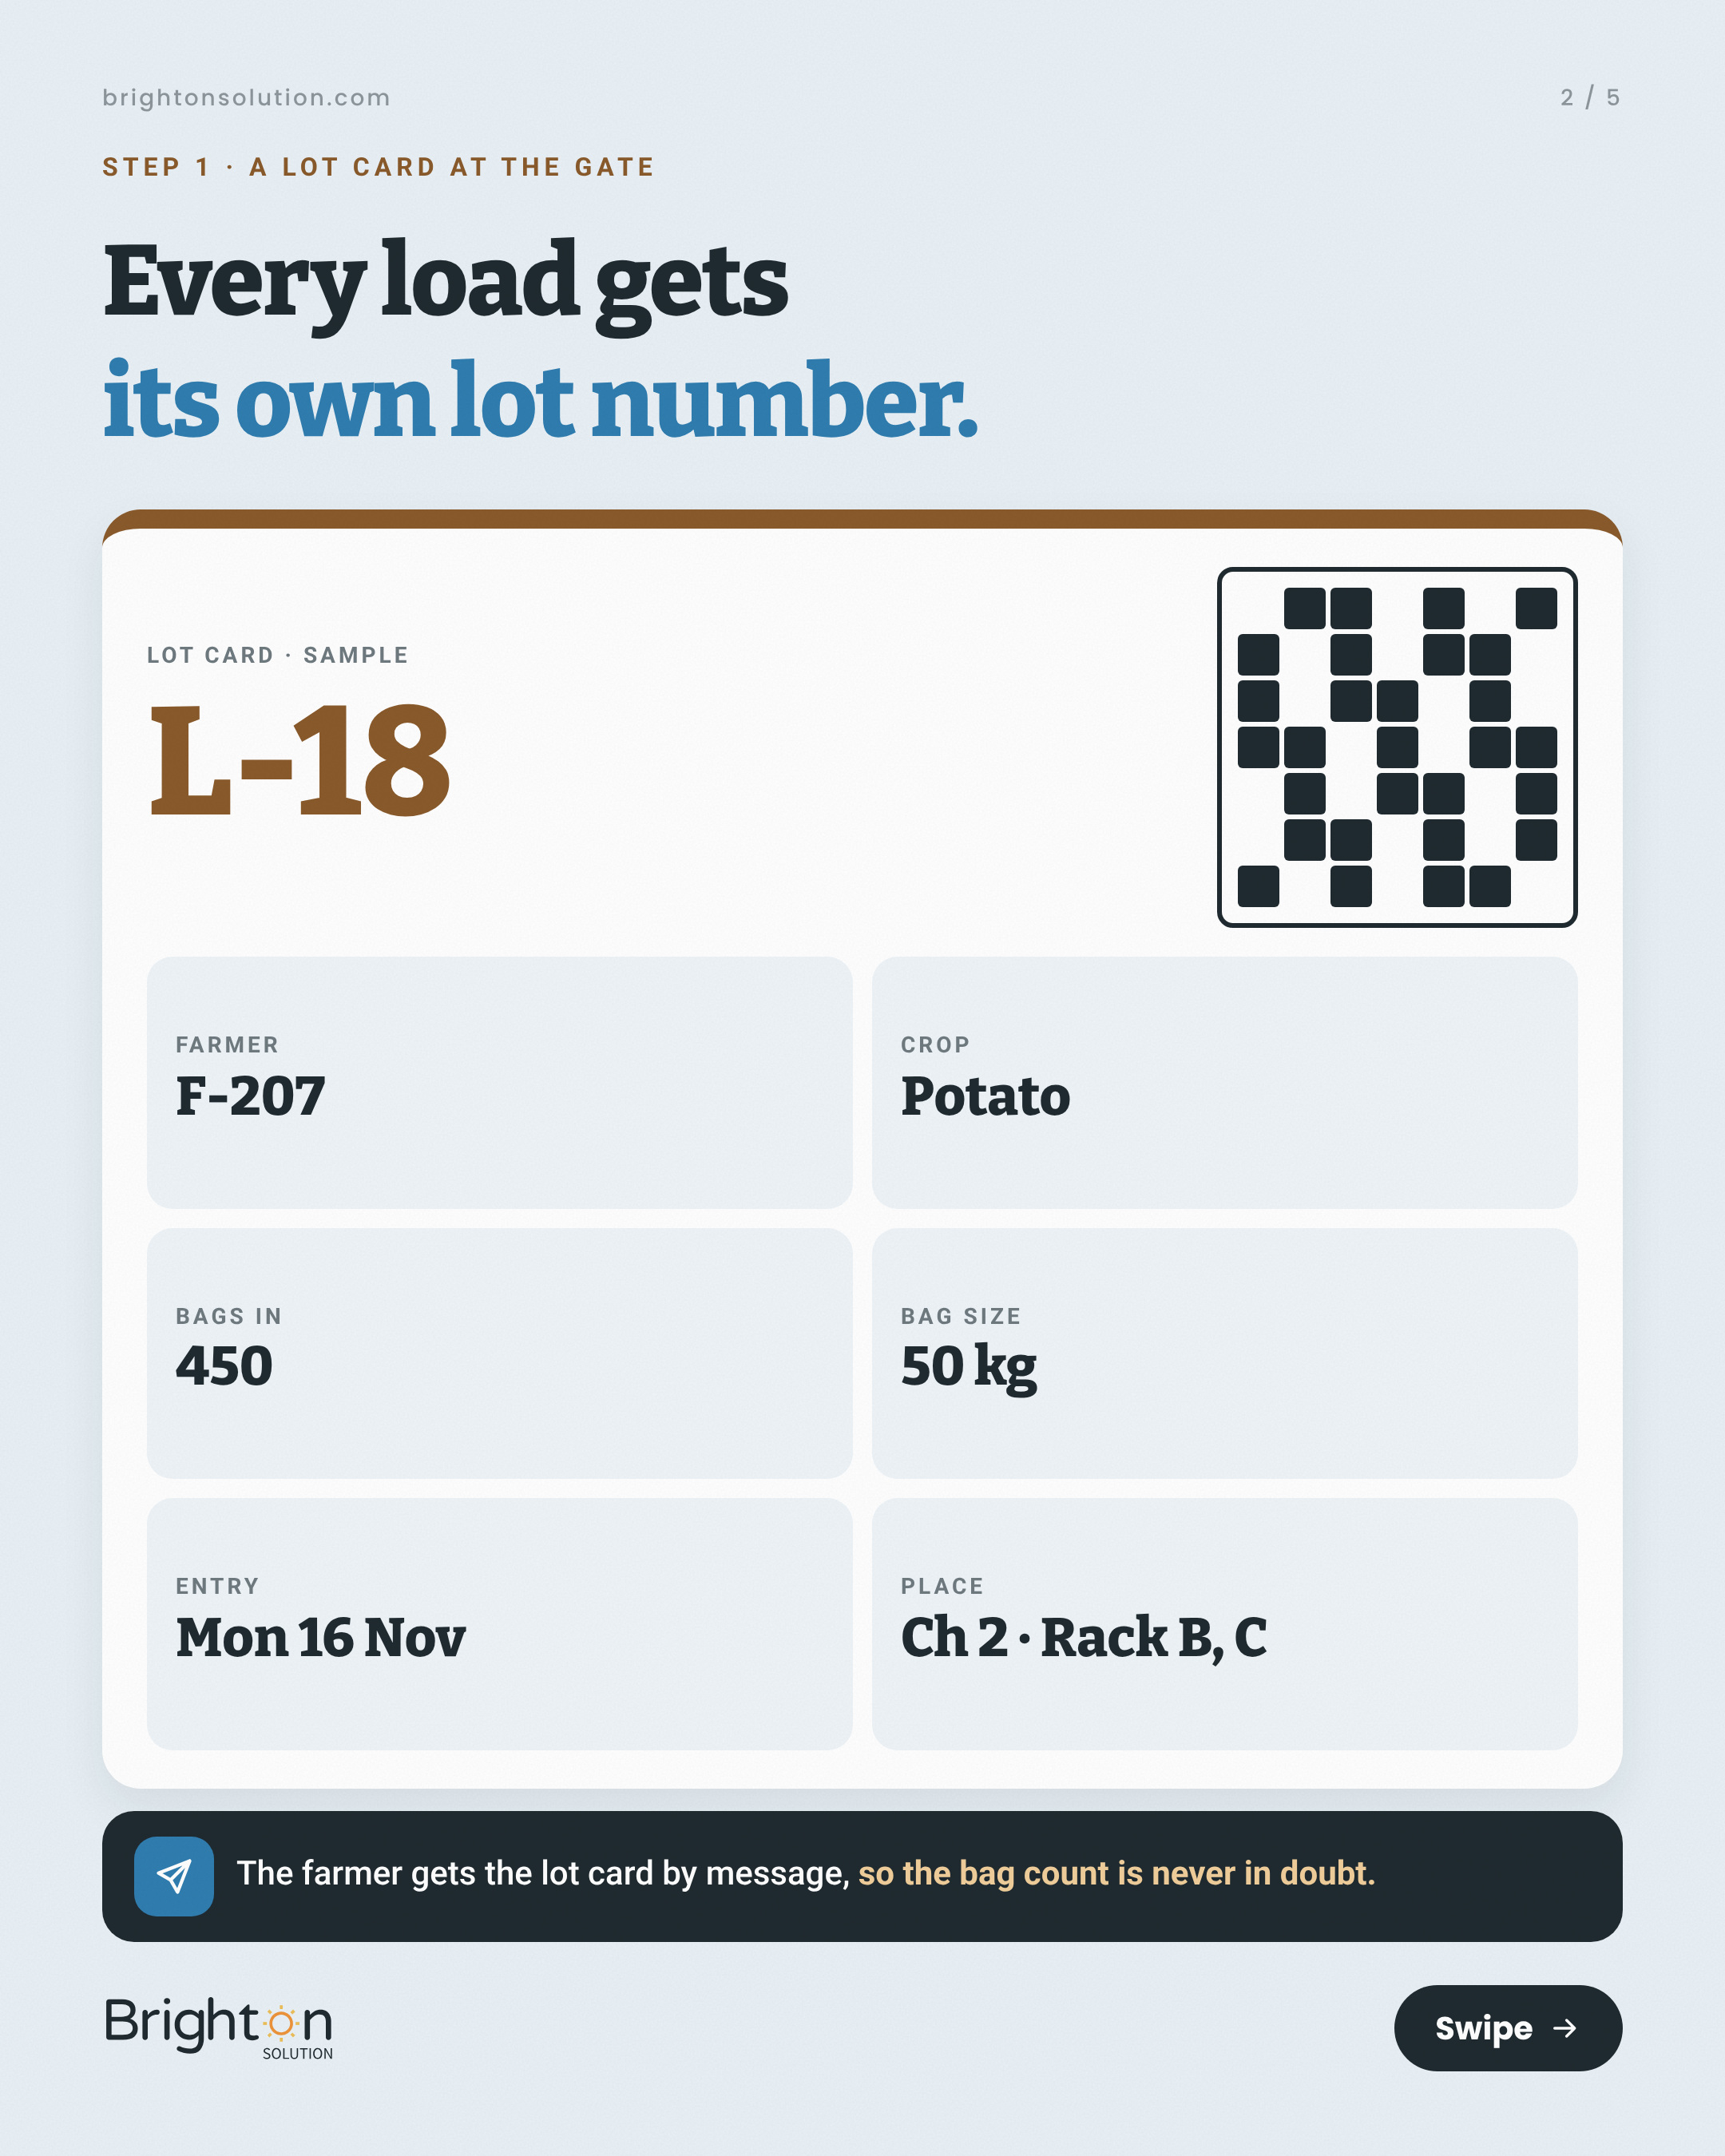 brightonsolution.com
2 / 5
STEP 1 · A LOT CARD AT THE GATE
Every load gets
its own lot number.
LOT CARD · SAMPLE
L-18
FARMER
F-207
CROP
Potato
BAGS IN
450
BAG SIZE
50 kg
ENTRY
Mon 16 Nov
PLACE
Ch 2 · Rack B, C
The farmer gets the lot card by message, so the bag count is never in doubt.
Brighton
SOLUTION
Swipe →